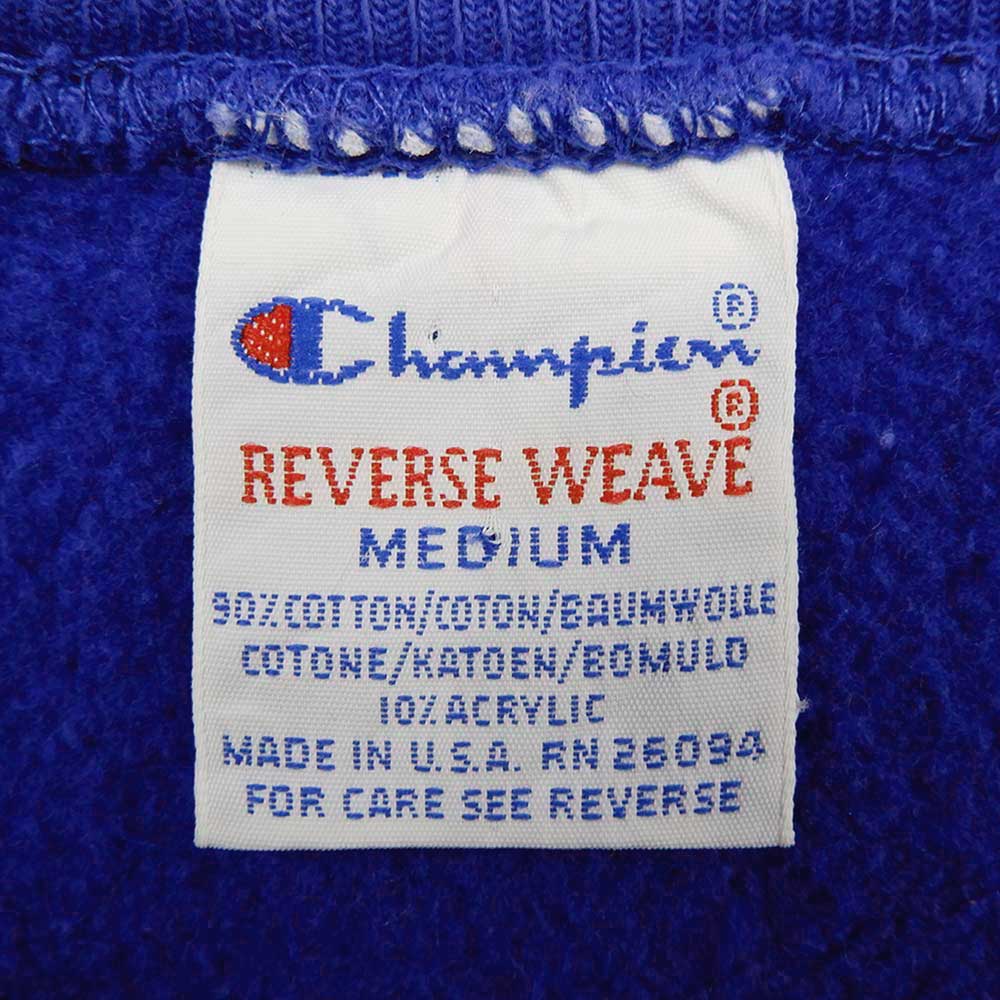 Champion ®
REVERSE WEAVE ®
MEDIUM
90% COTTON/COTON/BAUMWOLLE
COTONE/KATOEN/BOMULD
10% ACRYLIC
MADE IN U.S.A. RN 26094
FOR CARE SEE REVERSE